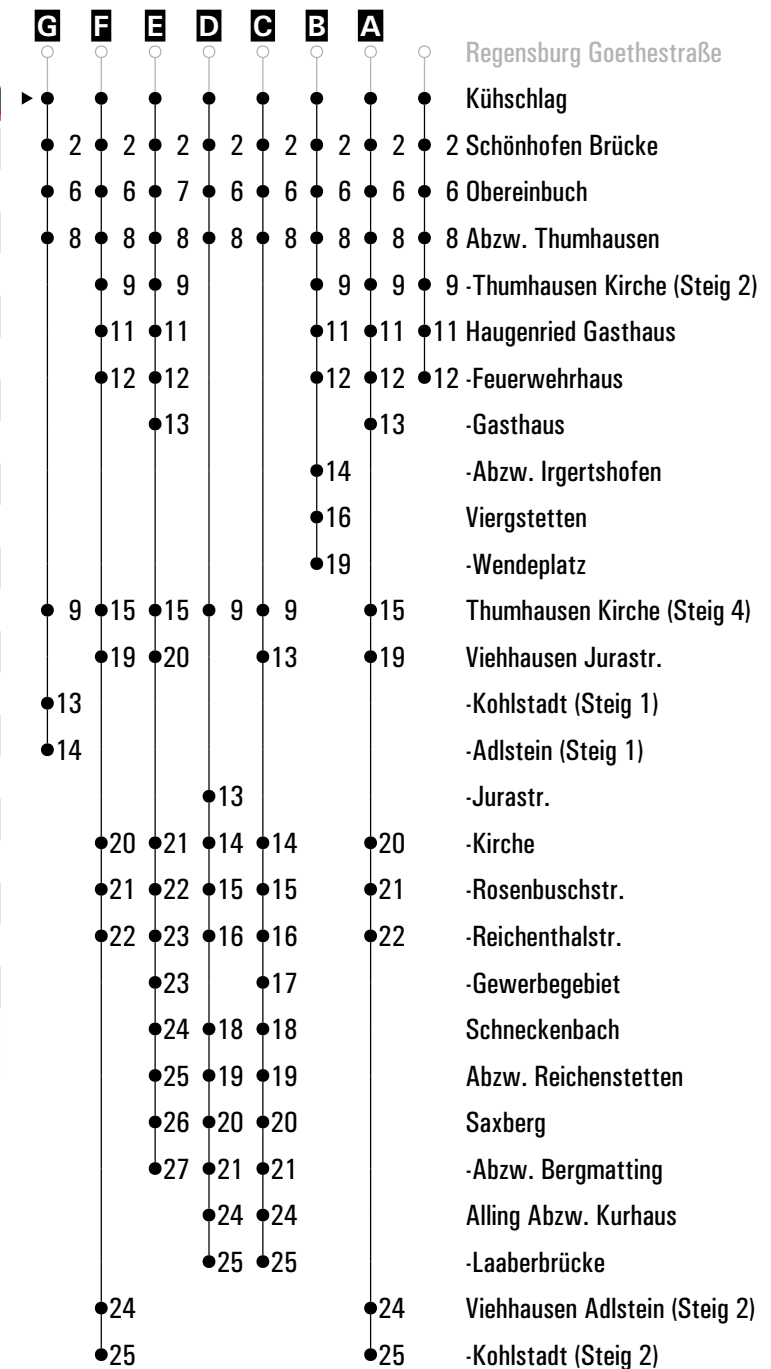 G F E D C B A
Regensburg Goethestraße
Kühschlag
2 2 2 2 2 2 2 2 Schönhofen Brücke
6 6 7 6 6 6 6 6 Obereinbuch
8 8 8 8 8 8 8 8 Abzw. Thumhausen
9 9 9 9 9 -Thumhausen Kirche (Steig 2)
11 11 11 11 11 Haugenried Gasthaus
12 12 12 12 12 -Feuerwehrhaus
13 13 -Gasthaus
14 -Abzw. Irgertshofen
16 Viergstetten
19 -Wendeplatz
9 15 15 9 9 15 Thumhausen Kirche (Steig 4)
19 20 13 19 Viehhausen Jurastr.
13 -Kohlstadt (Steig 1)
14 -Adlstein (Steig 1)
13 -Jurastr.
20 21 14 14 20 -Kirche
21 22 15 15 21 -Rosenbuschstr.
22 23 16 16 22 -Reichenthalstr.
23 17 -Gewerbegebiet
24 18 18 Schneckenbach
25 19 19 Abzw. Reichenstetten
26 20 20 Saxberg
27 21 21 -Abzw. Bergmatting
24 24 Alling Abzw. Kurhaus
25 25 -Laaberbrücke
24 24 Viehhausen Adlstein (Steig 2)
25 25 -Kohlstadt (Steig 2)